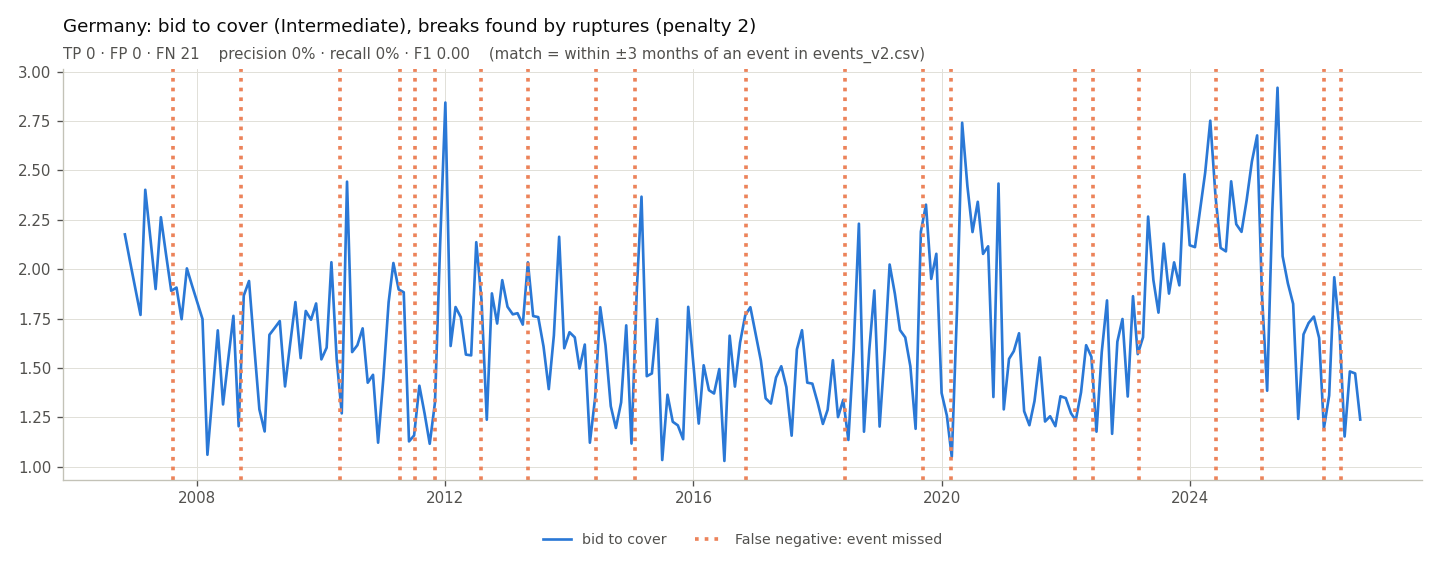 Germany: bid to cover (Intermediate), breaks found by ruptures (penalty 2)
TP 0 · FP 0 · FN 21    precision 0% · recall 0% · F1 0.00    (match = within ±3 months of an event in events_v2.csv)
3.00
2.75
2.50
2.25
2.00
1.75
1.50
1.25
1.00
2008 2012 2016 2020 2024
bid to cover    False negative: event missed